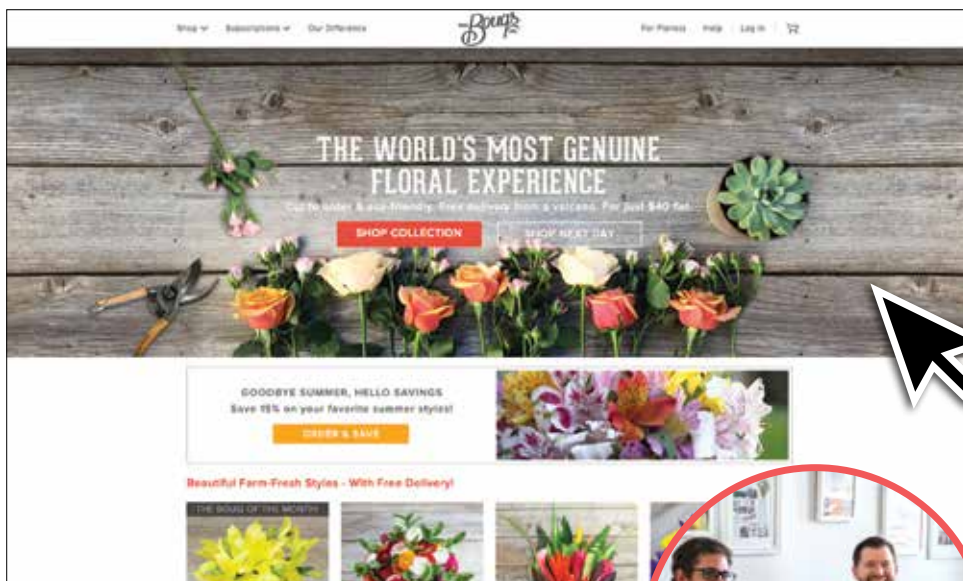 Shop Subscriptions Our Difference
The Bouqs Co.
For Florists Help Log In
THE WORLD'S MOST GENUINE
FLORAL EXPERIENCE
Cut to order & eco-friendly. Free delivery from a volcano. For just $40 flat.
SHOP COLLECTION
SHOP NEXT DAY
GOODBYE SUMMER, HELLO SAVINGS
Save 15% on your favorite summer styles!
ORDER & SAVE
Beautiful Farm-Fresh Styles - With Free Delivery!
THE BOUQ OF THE MONTH